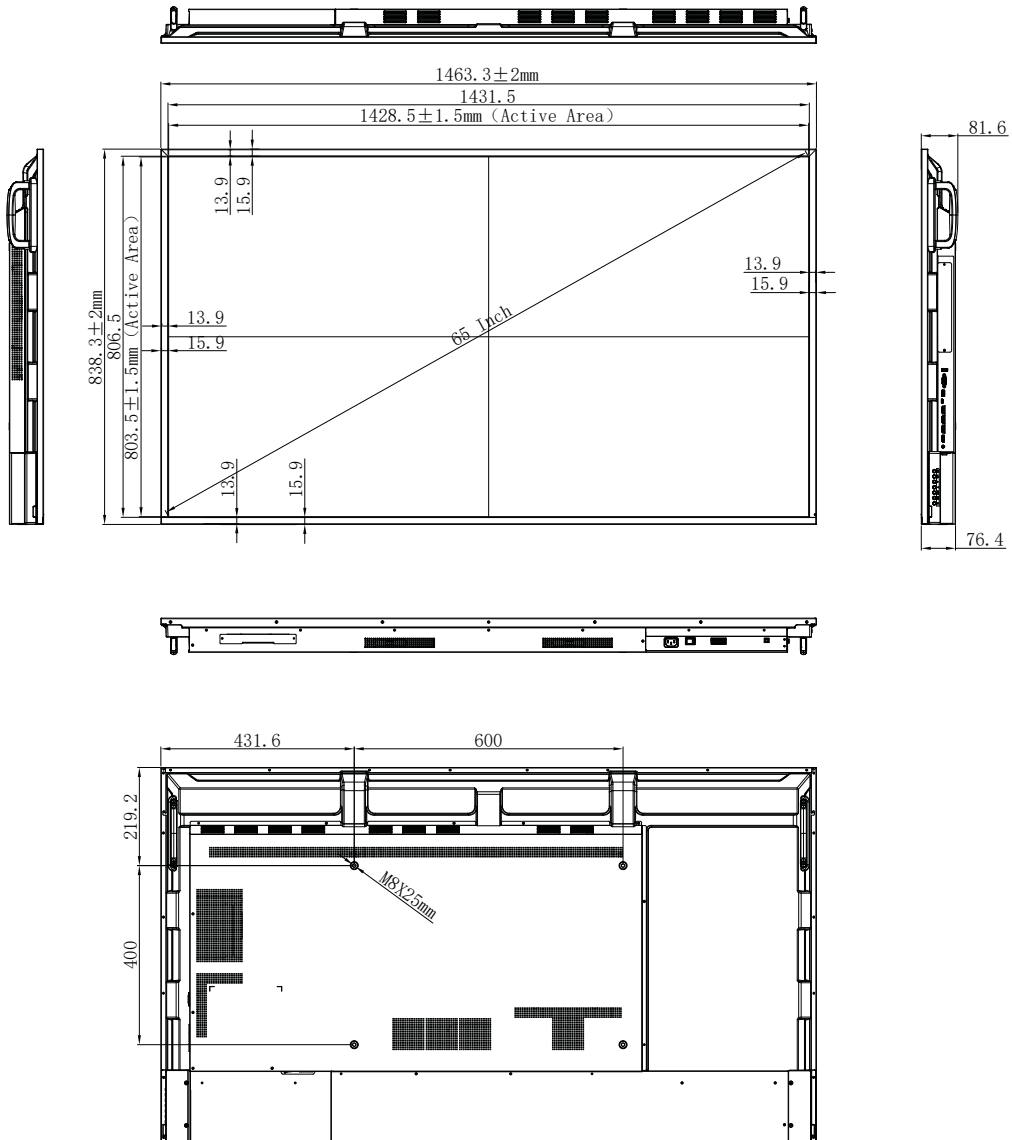 1463.3±2mm
1431.5
1428.5±1.5mm (Active Area)
81.6
838.3±2mm
806.5
803.5±1.5mm (Active Area)
13.9
15.9
13.9
15.9
13.9
15.9
65 Inch
13.9
15.9
76.4
431.6
600
219.2
400
M8X25mm